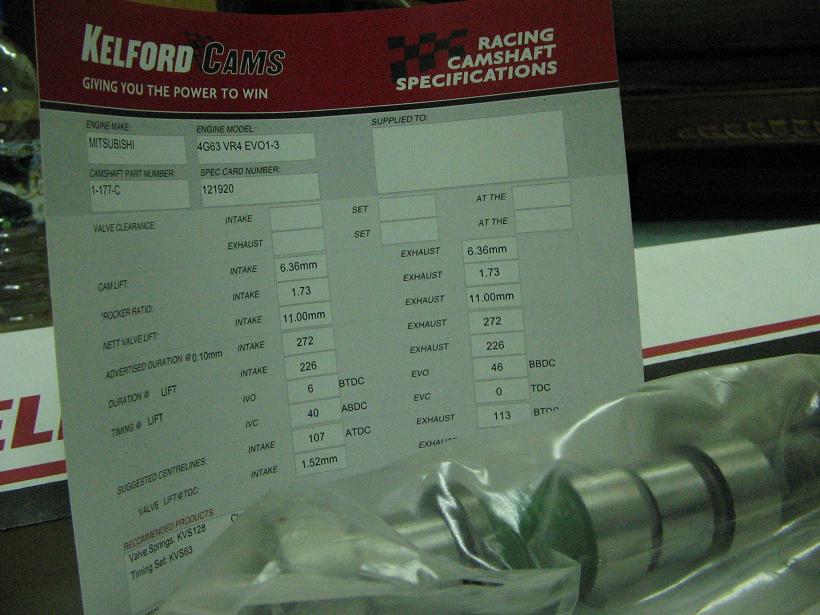 KELFORD CAMS
GIVING YOU THE POWER TO WIN
RACING
CAMSHAFT
SPECIFICATIONS
ENGINE MAKE: ENGINE MODEL: SUPPLIED TO:
MITSUBISHI 4G63 VR4 EVO1-3
CAMSHAFT PART NUMBER: SPEC CARD NUMBER:
1-177-C 121920
VALVE CLEARANCE: INTAKE SET AT THE
EXHAUST SET AT THE
CAM LIFT: INTAKE 6.36mm EXHAUST 6.36mm
*ROCKER RATIO: INTAKE 1.73 EXHAUST 1.73
NETT VALVE LIFT: INTAKE 11.00mm EXHAUST 11.00mm
ADVERTISED DURATION @0.10mm INTAKE 272 EXHAUST 272
DURATION @ LIFT INTAKE 226 EXHAUST 226
TIMING @ LIFT IVO 6 BTDC EVO 46 BBDC
IVC 40 ABDC EVC 0 TDC
SUGGESTED CENTRELINES: INTAKE 107 ATDC EXHAUST 113 BTDC
VALVE LIFT@TDC: INTAKE 1.52mm
RECOMMENDED PRODUCTS:
Valve Springs: KVS128
Timing Set: KVS63